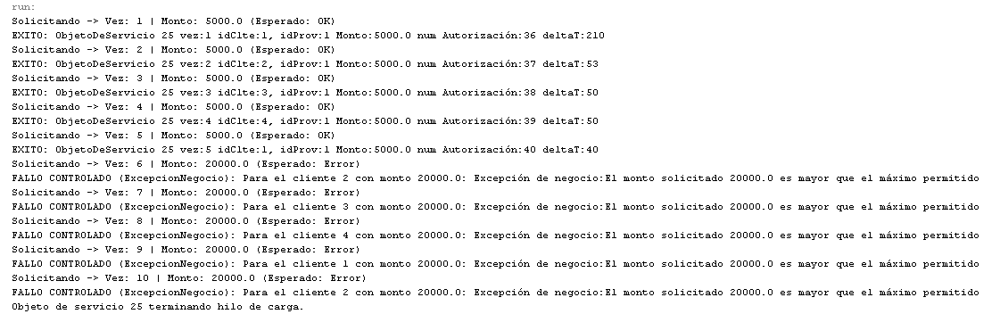 run:
Solicitando -> Vez: 1 | Monto: 5000.0 (Esperado: OK)
EXITO: ObjetoDeServicio 25 vez:1 idClte:1, idProv:1 Monto:5000.0 num Autorización:36 deltaT:210
Solicitando -> Vez: 2 | Monto: 5000.0 (Esperado: OK)
EXITO: ObjetoDeServicio 25 vez:2 idClte:2, idProv:1 Monto:5000.0 num Autorización:37 deltaT:53
Solicitando -> Vez: 3 | Monto: 5000.0 (Esperado: OK)
EXITO: ObjetoDeServicio 25 vez:3 idClte:3, idProv:1 Monto:5000.0 num Autorización:38 deltaT:50
Solicitando -> Vez: 4 | Monto: 5000.0 (Esperado: OK)
EXITO: ObjetoDeServicio 25 vez:4 idClte:4, idProv:1 Monto:5000.0 num Autorización:39 deltaT:50
Solicitando -> Vez: 5 | Monto: 5000.0 (Esperado: OK)
EXITO: ObjetoDeServicio 25 vez:5 idClte:1, idProv:1 Monto:5000.0 num Autorización:40 deltaT:40
Solicitando -> Vez: 6 | Monto: 20000.0 (Esperado: Error)
FALLO CONTROLADO (ExcepcionNegocio): Para el cliente 2 con monto 20000.0: Excepción de negocio:El monto solicitado 20000.0 es mayor que el máximo permitido
Solicitando -> Vez: 7 | Monto: 20000.0 (Esperado: Error)
FALLO CONTROLADO (ExcepcionNegocio): Para el cliente 3 con monto 20000.0: Excepción de negocio:El monto solicitado 20000.0 es mayor que el máximo permitido
Solicitando -> Vez: 8 | Monto: 20000.0 (Esperado: Error)
FALLO CONTROLADO (ExcepcionNegocio): Para el cliente 4 con monto 20000.0: Excepción de negocio:El monto solicitado 20000.0 es mayor que el máximo permitido
Solicitando -> Vez: 9 | Monto: 20000.0 (Esperado: Error)
FALLO CONTROLADO (ExcepcionNegocio): Para el cliente 1 con monto 20000.0: Excepción de negocio:El monto solicitado 20000.0 es mayor que el máximo permitido
Solicitando -> Vez: 10 | Monto: 20000.0 (Esperado: Error)
FALLO CONTROLADO (ExcepcionNegocio): Para el cliente 2 con monto 20000.0: Excepción de negocio:El monto solicitado 20000.0 es mayor que el máximo permitido
Objeto de servicio 25 terminando hilo de carga.